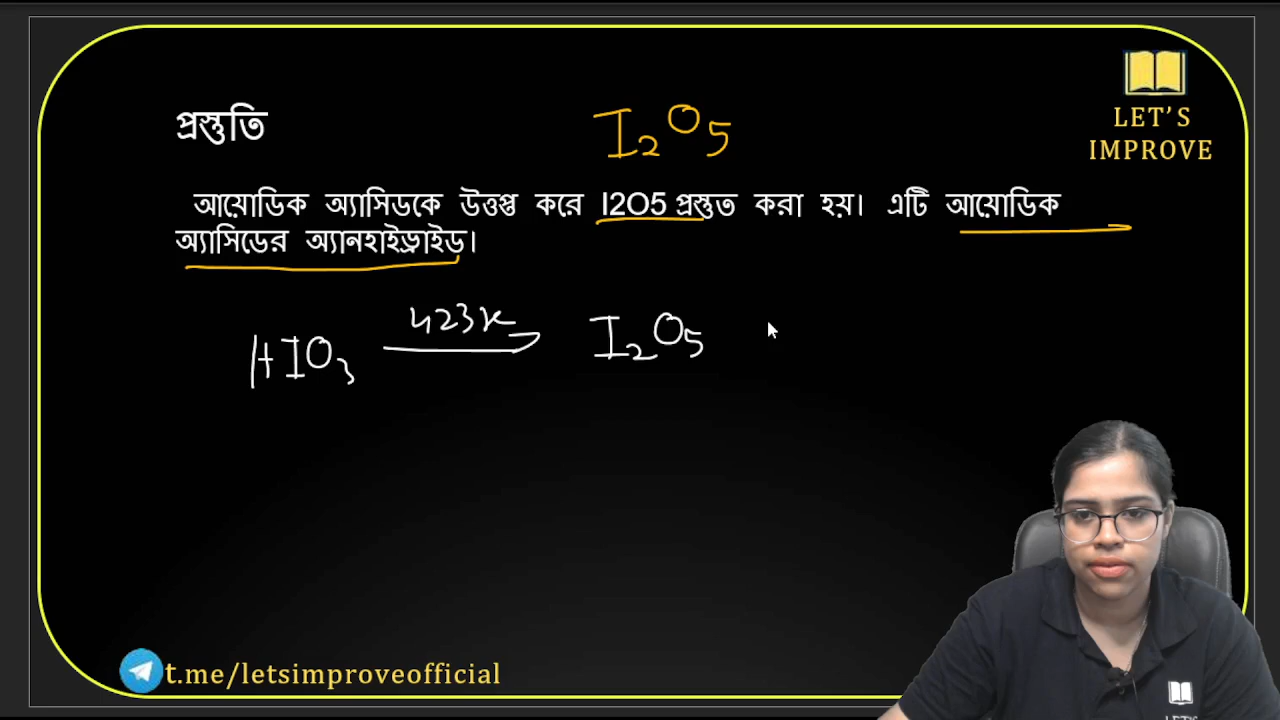 LET'S
IMPROVE
প্রস্তুতি
I2O5
আয়োডিক অ্যাসিডকে উত্তপ্ত করে I2O5 প্রস্তুত করা হয়। এটি আয়োডিক
অ্যাসিডের অ্যানহাইড্রাইড।
HIO3 423K I2O5
t.me/letsimproveofficial
LET'S